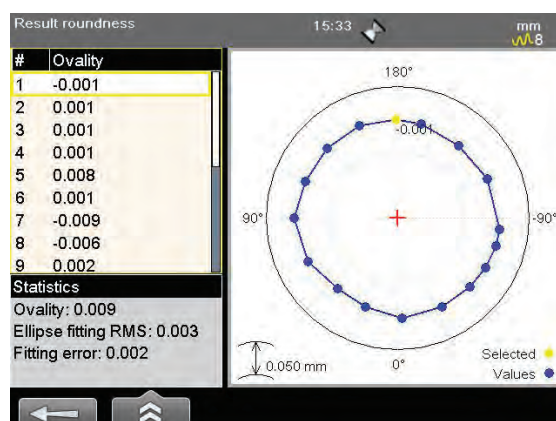 Result roundness 15:33 mm
8
# Ovality
1 -0.001
2 0.001
3 0.001
4 0.001
5 0.008
6 0.001
7 -0.009
8 -0.006
9 0.002
Statistics
Ovality: 0.009
Ellipse fitting RMS: 0.003
Fitting error: 0.002
180°
-0.001
90°
-90°
0.050 mm
0°
Selected
Values